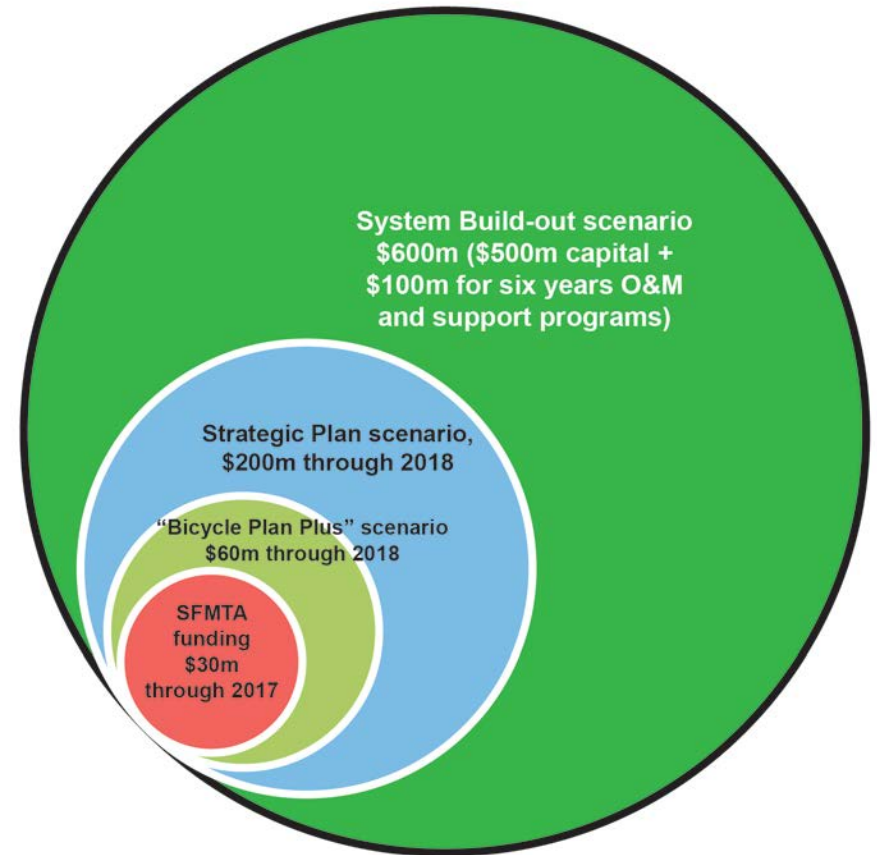 System Build-out scenario
$600m ($500m capital +
$100m for six years O&M
and support programs)
Strategic Plan scenario,
$200m through 2018
“Bicycle Plan Plus” scenario
$60m through 2018
SFMTA
funding
$30m
through 2017